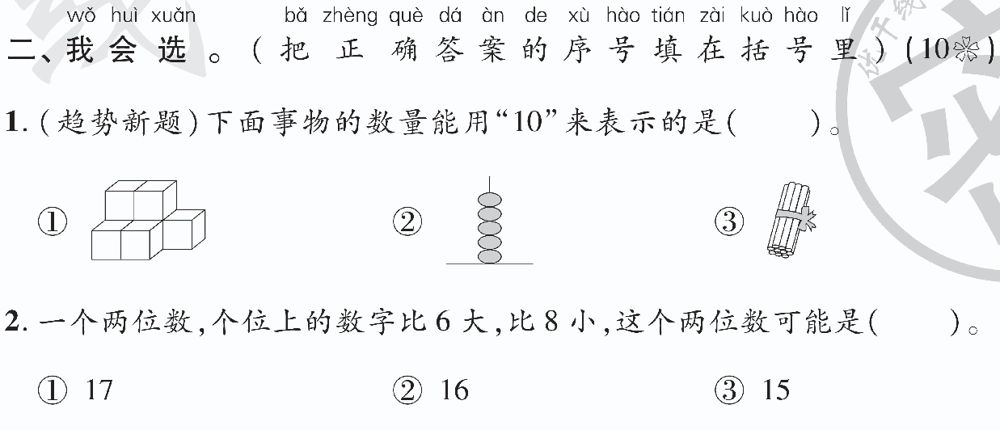 wǒ huì xuǎn bǎ zhèng què dá àn de xù hào tián zài kuò hào lǐ
二、我会选。(把正确答案的序号填在括号里)(10)
1.(趋势新题)下面事物的数量能用“10”来表示的是(    )。
① ② ③
2.一个两位数,个位上的数字比6大,比8小,这个两位数可能是(    )。
① 17 ② 16 ③ 15